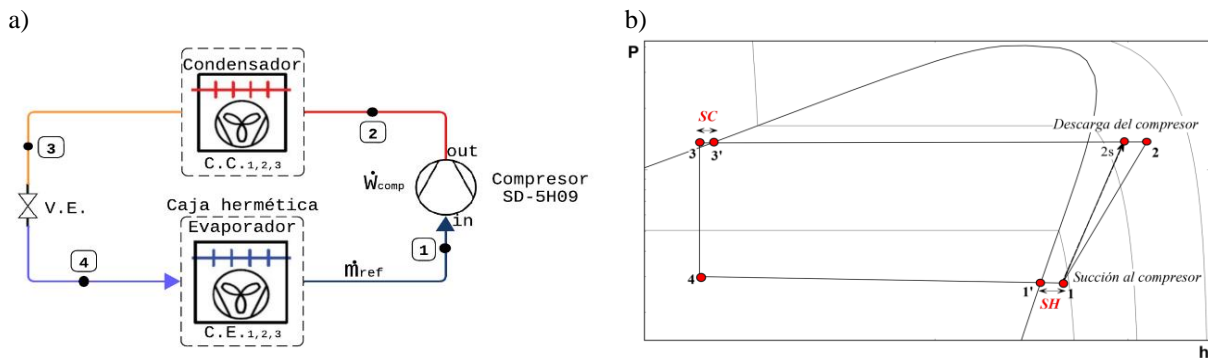 a)
Condensador
C.C.1,2,3
3
2
V.E.
out
Ẇcomp
Compresor
SD-5H09
in
Caja hermética
Evaporador
4
1
ṁref
C.E.1,2,3
b)
P
SC
3
3'
Descarga del compresor
2s
2
4
1'
SH
1
Succión al compresor
h